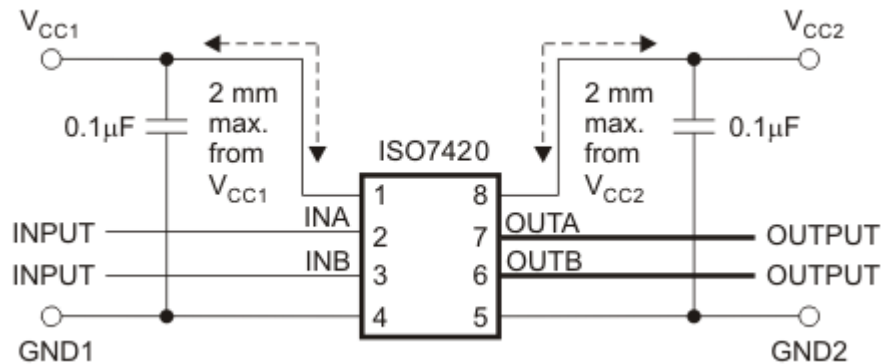 VCC1
VCC2
0.1μF
2 mm
max.
from
VCC1
2 mm
max.
from
VCC2
0.1μF
ISO7420
1
8
INPUT
INA
2
7
OUTA
OUTPUT
INPUT
INB
3
6
OUTB
OUTPUT
4
5
GND1
GND2